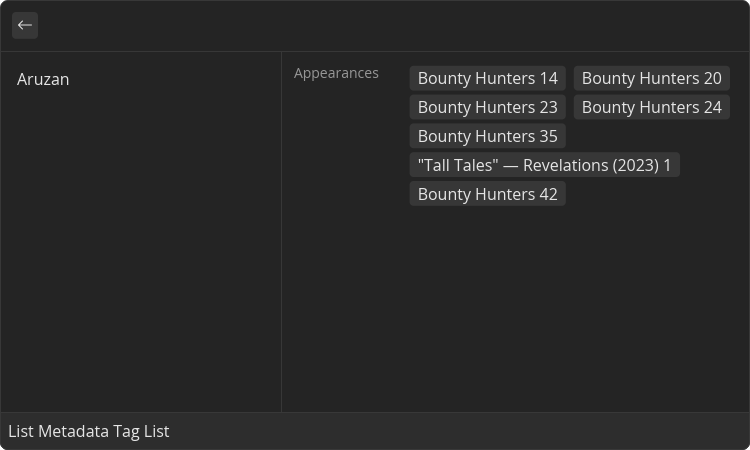 Aruzan
Appearances
Bounty Hunters 14 Bounty Hunters 20
Bounty Hunters 23 Bounty Hunters 24
Bounty Hunters 35
"Tall Tales" — Revelations (2023) 1
Bounty Hunters 42
List Metadata Tag List